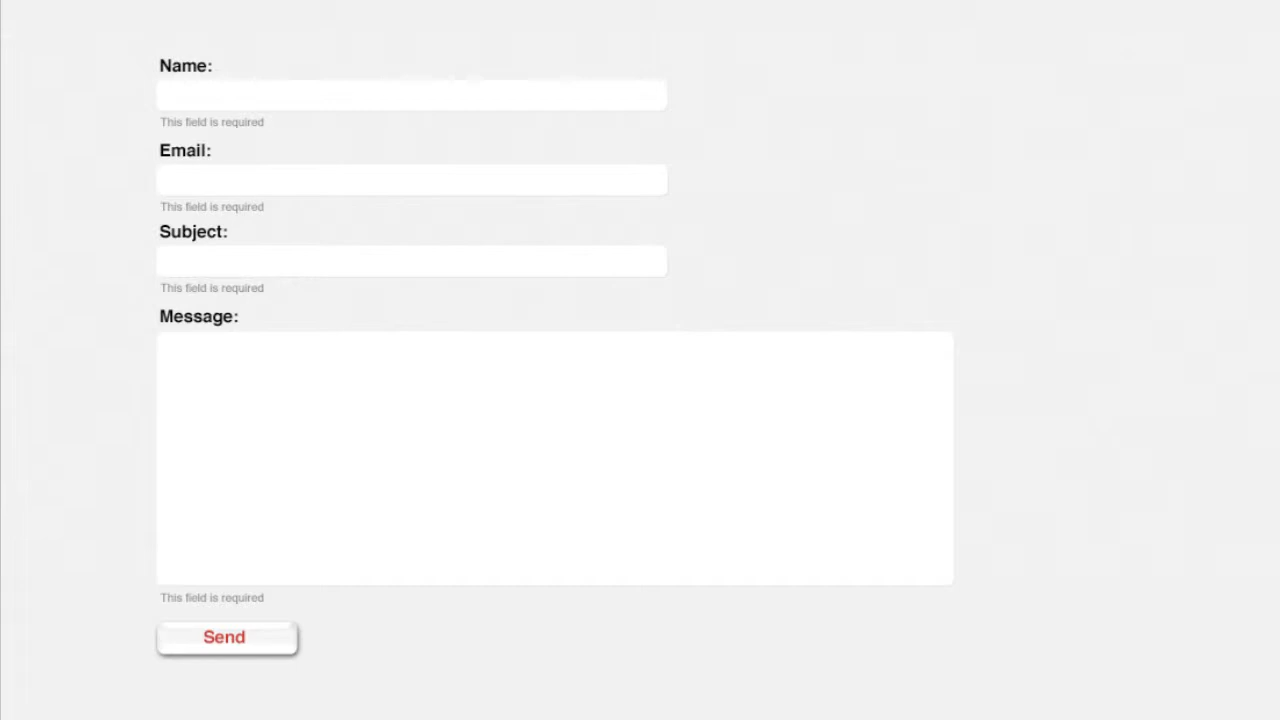 Name:
This field is required
Email:
This field is required
Subject:
This field is required
Message:
This field is required
Send